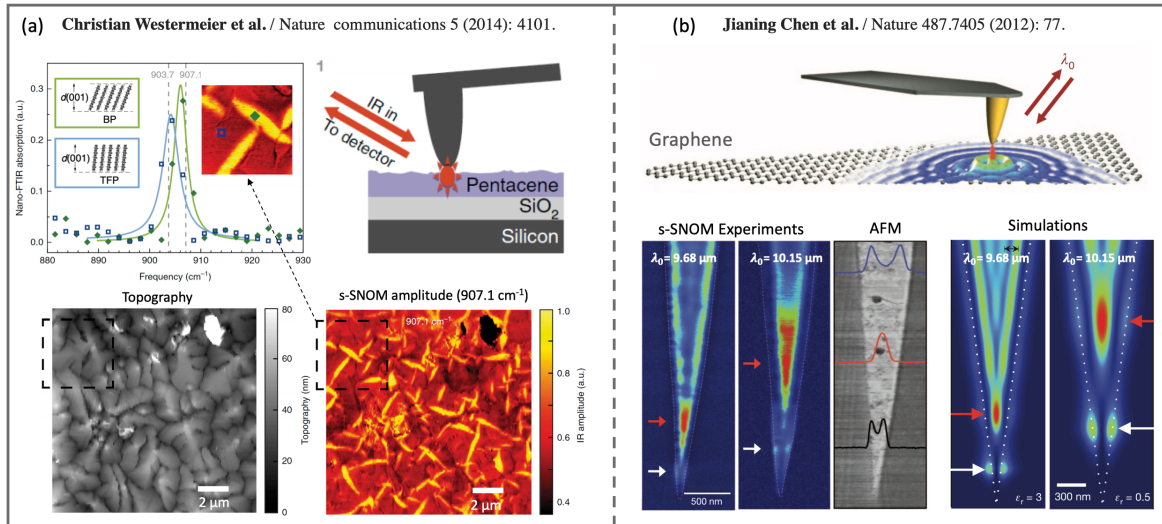 (a) Christian Westermeier et al. / Nature communications 5 (2014): 4101.
903.7 907.1
Nano-FTIR absorption (a.u.)
0.3
0.2
0.1
0.0
d(001)
BP
d(001)
TFP
880 890 900 910 920 930
Frequency (cm⁻¹)
1
IR in
To detector
Pentacene
SiO₂
Silicon
Topography
80
60
40
20
0
Topography (nm)
2 μm
s-SNOM amplitude (907.1 cm⁻¹)
907.1 cm⁻¹
1.0
0.8
0.6
0.4
IR amplitude (a.u.)
2 μm
(b) Jianing Chen et al. / Nature 487.7405 (2012): 77.
λ₀
Graphene
s-SNOM Experiments
λ₀= 9.68 μm
λ₀= 10.15 μm
500 nm
AFM
Simulations
λ₀= 9.68 μm
λ₀= 10.15 μm
εᵣ = 3
300 nm
εᵣ = 0.5